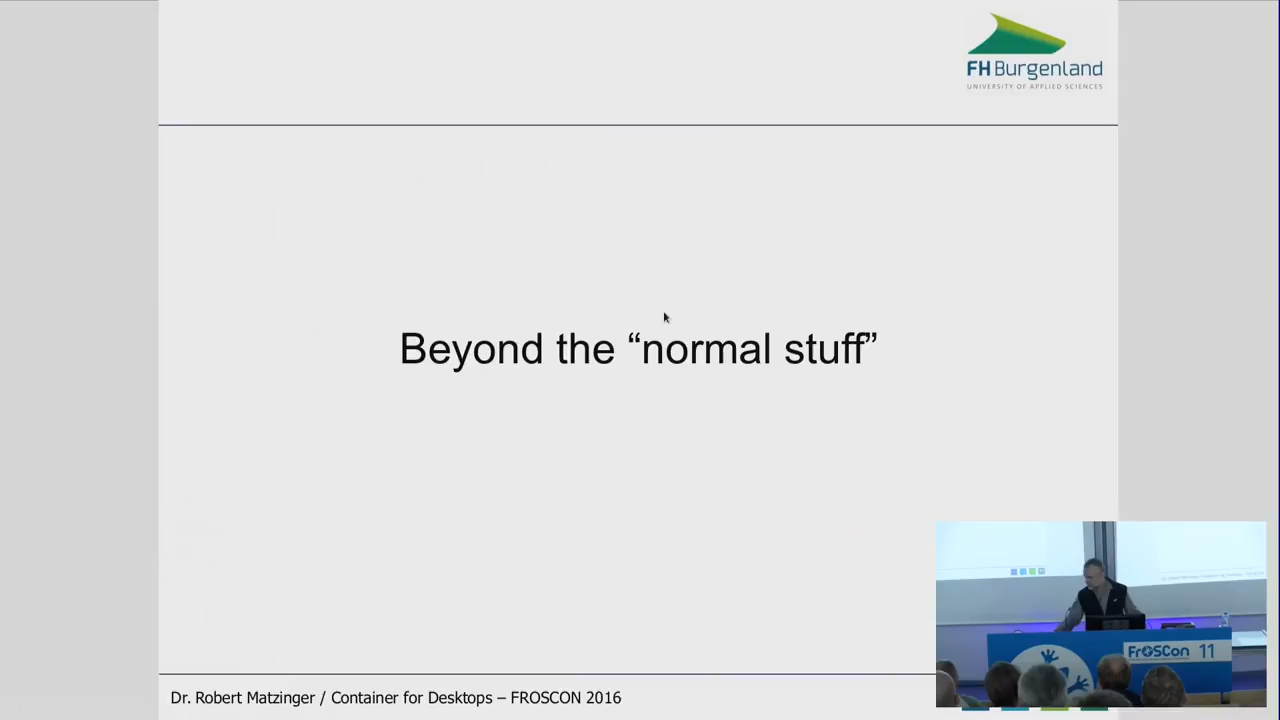 FH Burgenland
UNIVERSITY OF APPLIED SCIENCES
Beyond the “normal stuff”
FrOSCon 11
Dr. Robert Matzinger / Container for Desktops – FROSCON 2016